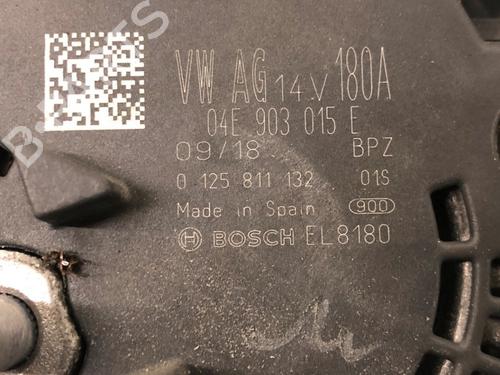 VW AG 14V 180A
04E 903 015 E
09/18 BPZ
0 125 811 132 01S
Made in Spain 900
BOSCH EL8180